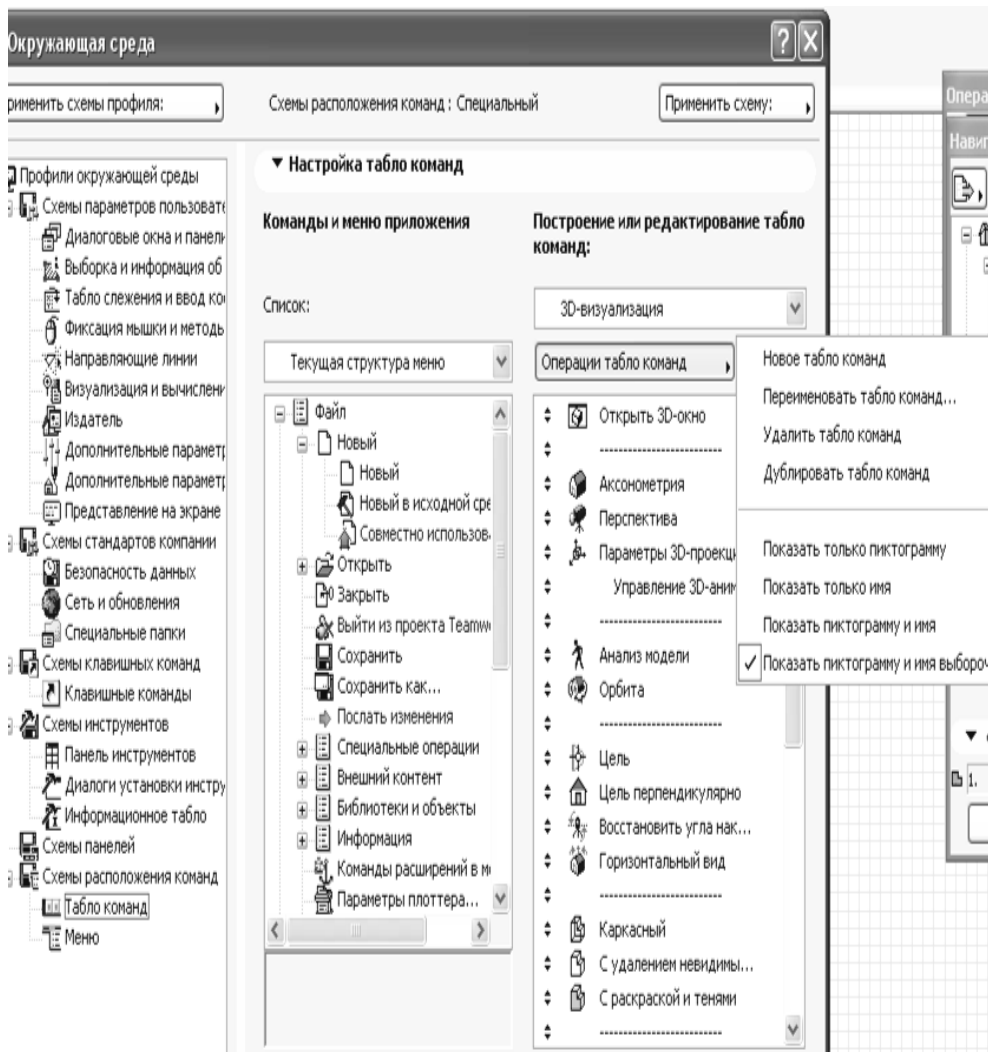 Окружающая среда
рименить схемы профиля:
Схемы расположения команд : Специальный
Применить схему:
Профили окружающей среды
Схемы параметров пользовате
Диалоговые окна и панели
Выборка и информация об
Табло слежения и ввод ко
Фиксация мышки и методы
Направляющие линии
Визуализация и вычислени
Издатель
Дополнительные параметр
Дополнительные параметр
Представление на экране
Схемы стандартов компании
Безопасность данных
Сеть и обновления
Специальные папки
Схемы клавишных команд
Клавишные команды
Схемы инструментов
Панель инструментов
Диалоги установки инстру
Информационное табло
Схемы панелей
Схемы расположения команд
Табло команд
Меню
Настройка табло команд
Команды и меню приложения
Список:
Текущая структура меню
Файл
Новый
Новый
Новый в исходной сре
Совместно использов
Открыть
Закрыть
Выйти из проекта Teamw
Сохранить
Сохранить как...
Послать изменения
Специальные операции
Внешний контент
Библиотеки и объекты
Информация
Команды расширений в м
Параметры плоттера...
Построение или редактирование табло
команд:
3D-визуализация
Операции табло команд
Открыть 3D-окно
------------------------
Аксонометрия
Перспектива
Параметры 3D-проекци
Управление 3D-аним
------------------------
Анализ модели
Орбита
------------------------
Цель
Цель перпендикулярно
Восстановить угла нак...
Горизонтальный вид
------------------------
Каркасный
С удалением невидимы...
С раскраской и тенями
------------------------
Новое табло команд
Переименовать табло команд...
Удалить табло команд
Дублировать табло команд
Показать только пиктограмму
Показать только имя
Показать пиктограмму и имя
Показать пиктограмму и имя выбороч
Опера
Навиг
1.